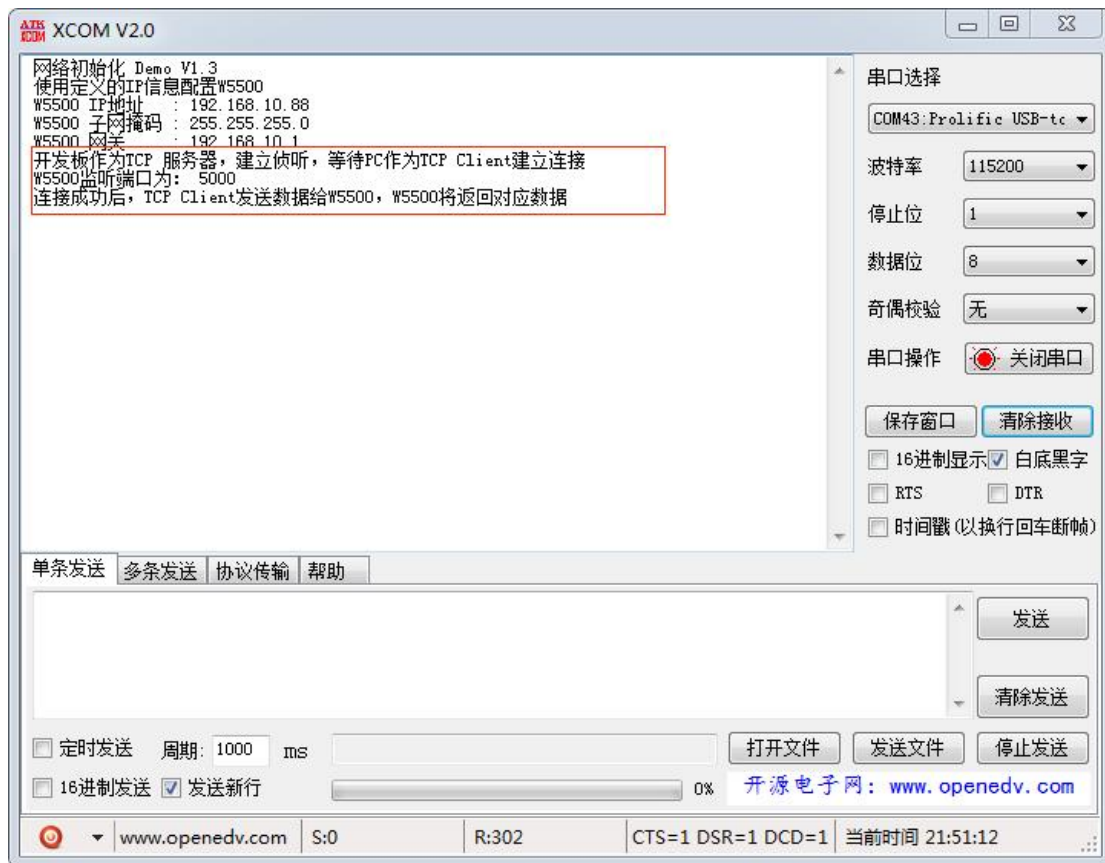 ATK XCOM XCOM V2.0
网络初始化 Demo V1.3
使用定义的IP信息配置W5500
W5500 IP地址 : 192.168.10.88
W5500 子网掩码 : 255.255.255.0
W5500 网关 : 192.168.10.1
开发板作为TCP 服务器，建立侦听，等待PC作为TCP Client建立连接
W5500监听端口为： 5000
连接成功后，TCP Client发送数据给W5500，W5500将返回对应数据
串口选择
COM43:Prolific USB-tc
波特率 115200
停止位 1
数据位 8
奇偶校验 无
串口操作 关闭串口
保存窗口 清除接收
16进制显示 白底黑字
RTS DTR
时间戳(以换行回车断帧)
单条发送 多条发送 协议传输 帮助
发送
清除发送
定时发送 周期: 1000 ms 打开文件 发送文件 停止发送
16进制发送 发送新行 0% 开源电子网: www.openedv.com
www.openedv.com S:0 R:302 CTS=1 DSR=1 DCD=1 当前时间 21:51:12